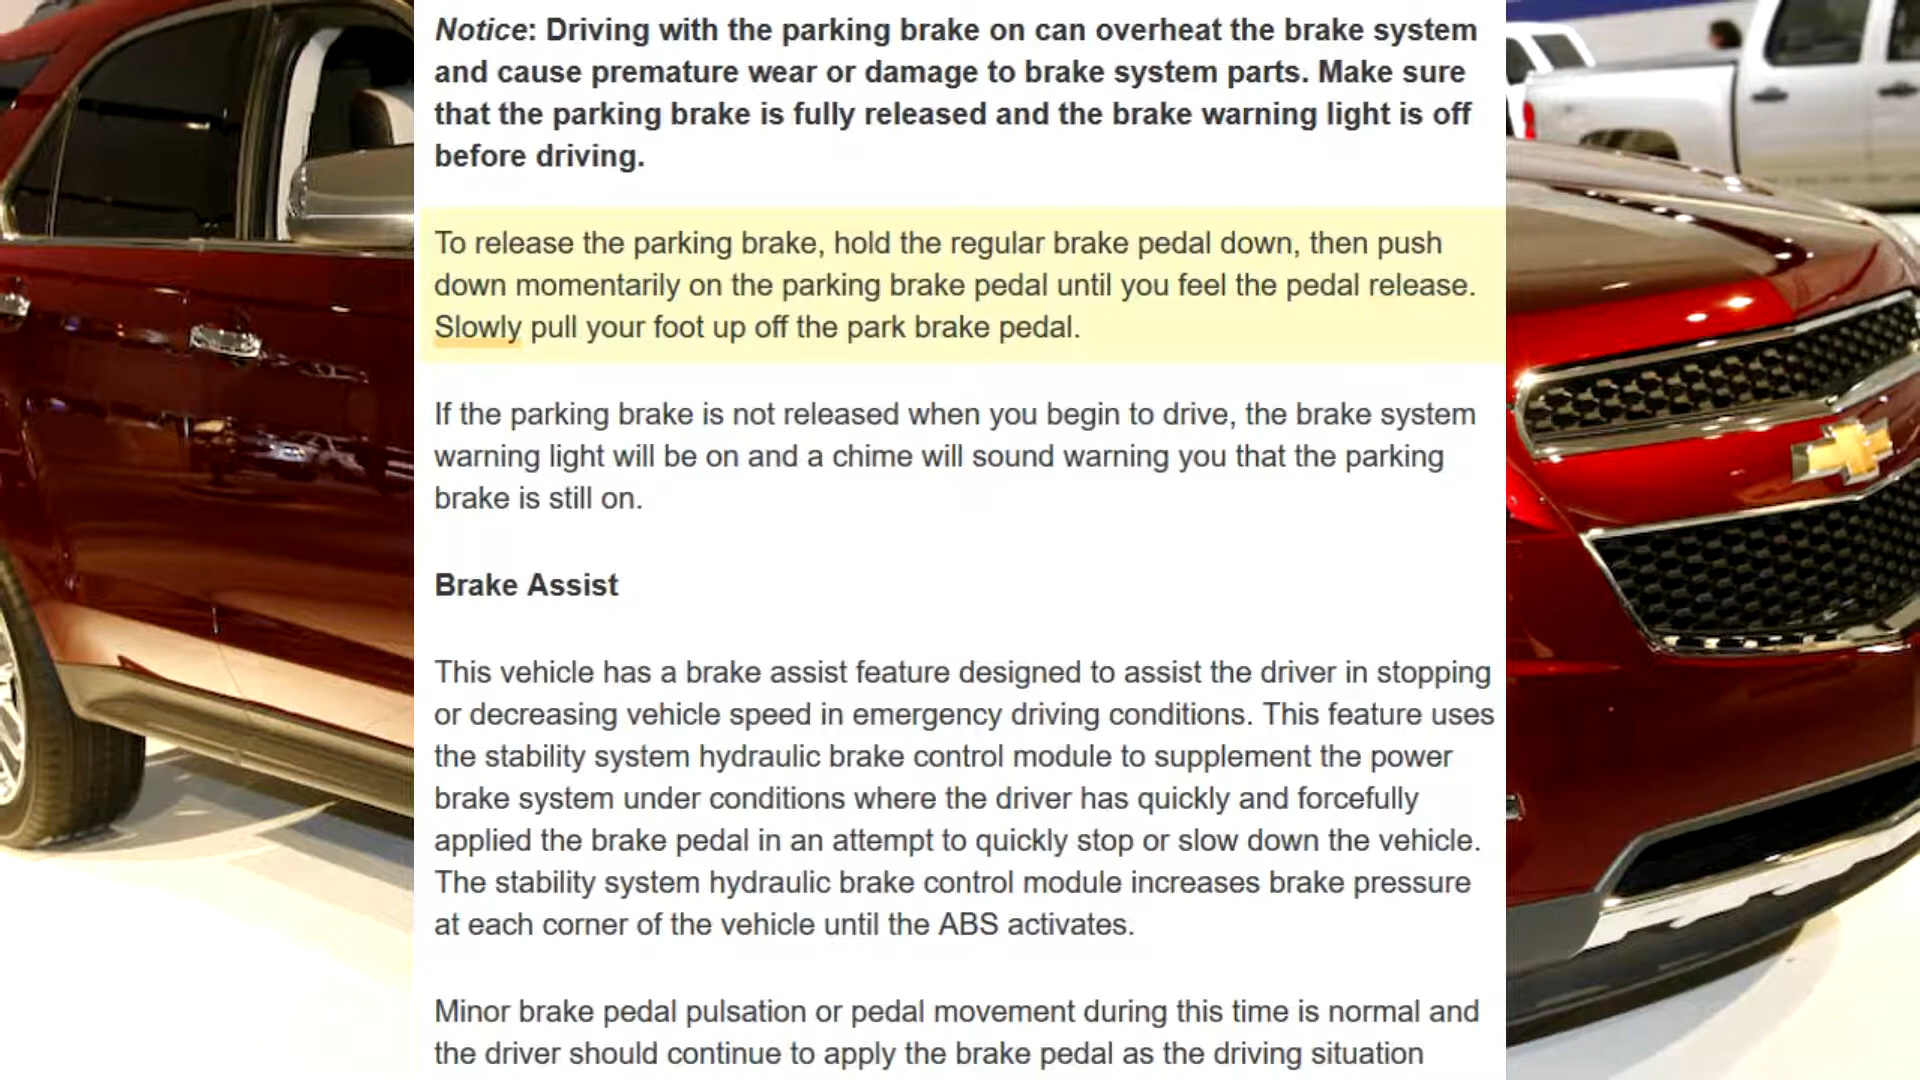 Notice: Driving with the parking brake on can overheat the brake system
and cause premature wear or damage to brake system parts. Make sure
that the parking brake is fully released and the brake warning light is off
before driving.
To release the parking brake, hold the regular brake pedal down, then push
down momentarily on the parking brake pedal until you feel the pedal release.
Slowly pull your foot up off the park brake pedal.
If the parking brake is not released when you begin to drive, the brake system
warning light will be on and a chime will sound warning you that the parking
brake is still on.
Brake Assist
This vehicle has a brake assist feature designed to assist the driver in stopping
or decreasing vehicle speed in emergency driving conditions. This feature uses
the stability system hydraulic brake control module to supplement the power
brake system under conditions where the driver has quickly and forcefully
applied the brake pedal in an attempt to quickly stop or slow down the vehicle.
The stability system hydraulic brake control module increases brake pressure
at each corner of the vehicle until the ABS activates.
Minor brake pedal pulsation or pedal movement during this time is normal and
the driver should continue to apply the brake pedal as the driving situation